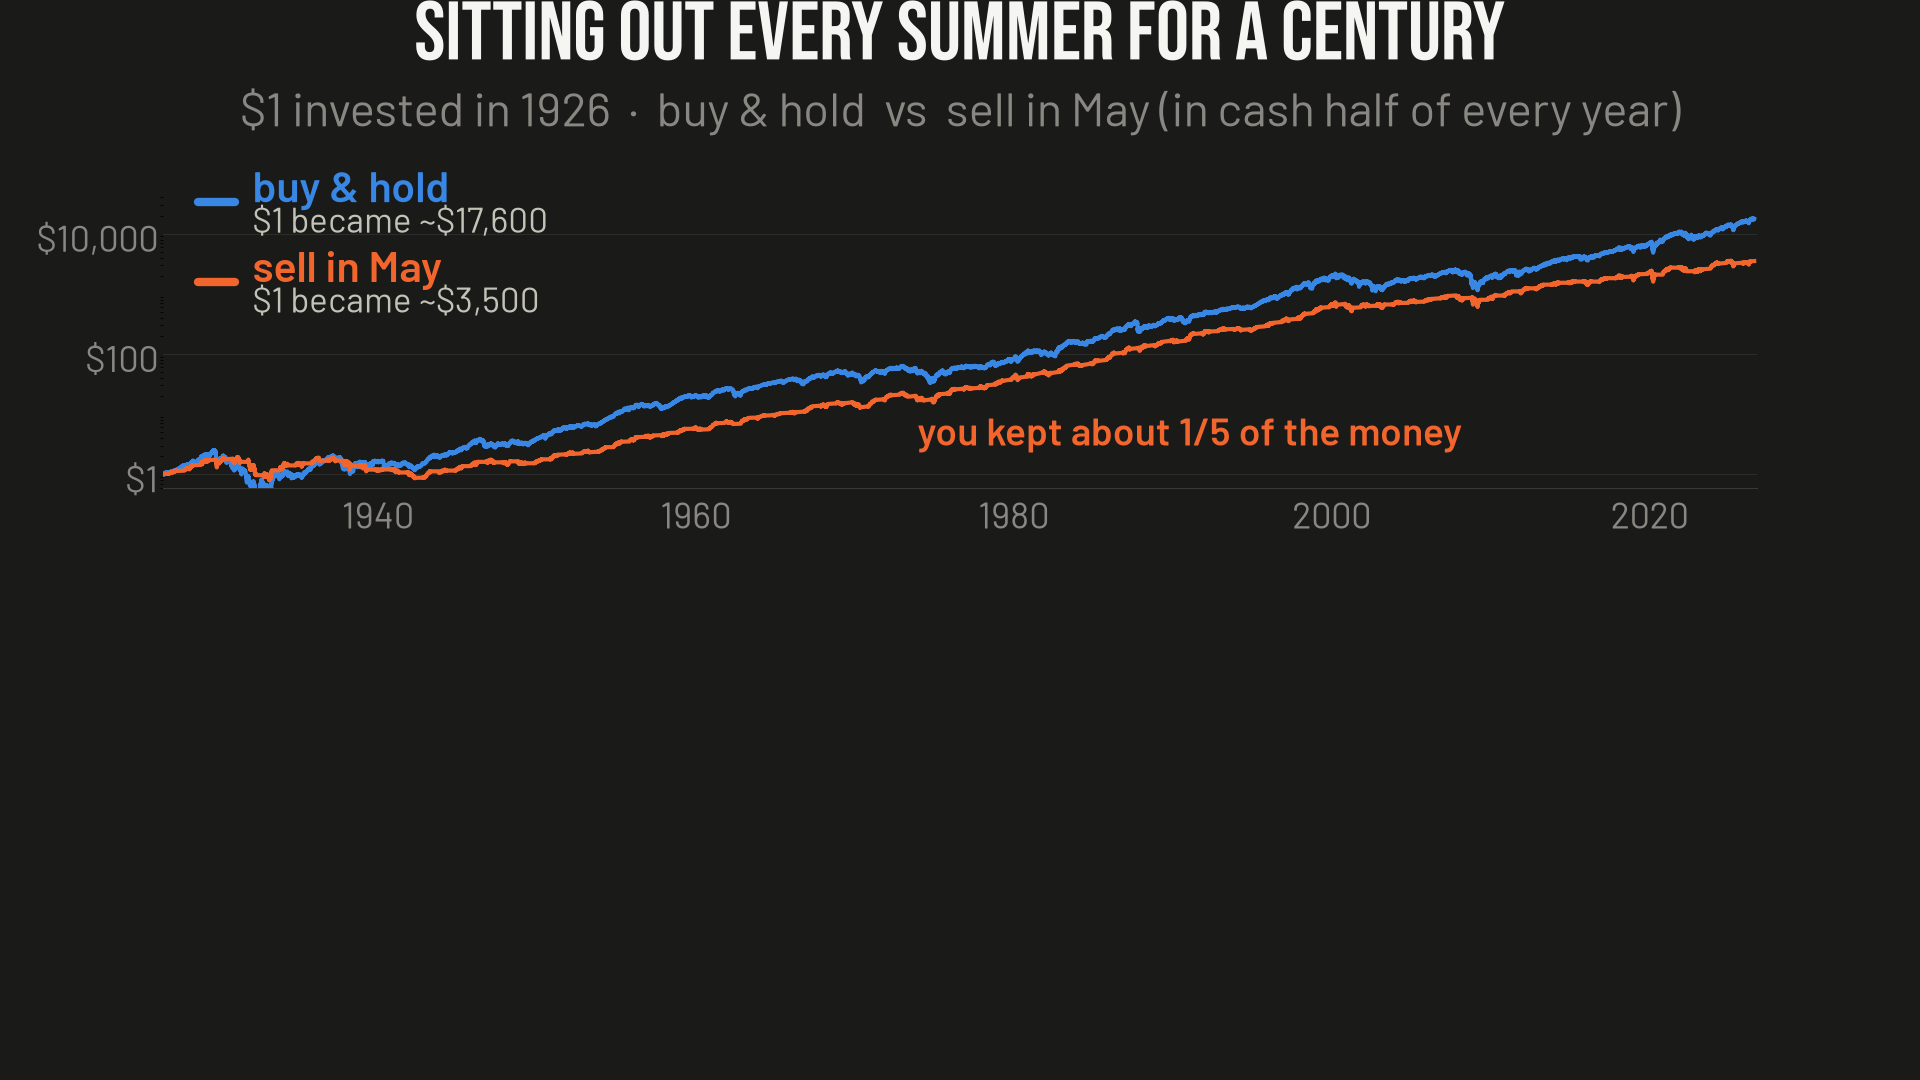 SITTING OUT EVERY SUMMER FOR A CENTURY
$1 invested in 1926 · buy & hold vs sell in May (in cash half of every year)
buy & hold
$1 became ~$17,600
sell in May
$1 became ~$3,500
$10,000
$100
$1
you kept about 1/5 of the money
1940 1960 1980 2000 2020